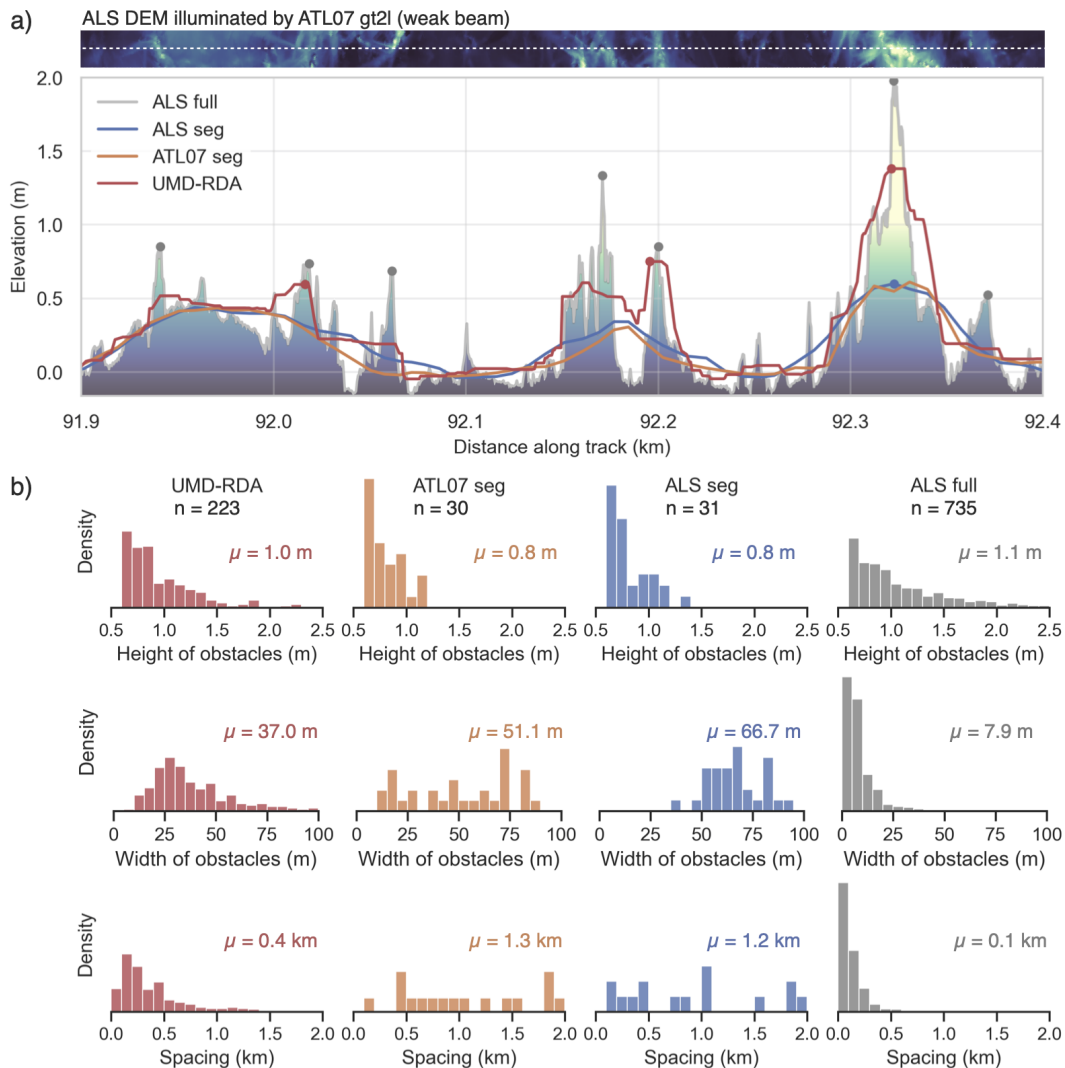 a)
ALS DEM illuminated by ATL07 gt2l (weak beam)
2.0
1.5
1.0
0.5
0.0
Elevation (m)
ALS full
ALS seg
ATL07 seg
UMD-RDA
91.9 92.0 92.1 92.2 92.3 92.4
Distance along track (km)
b)
UMD-RDA
n = 223
ATL07 seg
n = 30
ALS seg
n = 31
ALS full
n = 735
Density
μ = 1.0 m
μ = 0.8 m
μ = 0.8 m
μ = 1.1 m
0.5 1.0 1.5 2.0 2.5
0.5 1.0 1.5 2.0 2.5
0.5 1.0 1.5 2.0 2.5
0.5 1.0 1.5 2.0 2.5
Height of obstacles (m)
Height of obstacles (m)
Height of obstacles (m)
Height of obstacles (m)
Density
μ = 37.0 m
μ = 51.1 m
μ = 66.7 m
μ = 7.9 m
0 25 50 75 100
0 25 50 75 100
0 25 50 75 100
0 25 50 75 100
Width of obstacles (m)
Width of obstacles (m)
Width of obstacles (m)
Width of obstacles (m)
Density
μ = 0.4 km
μ = 1.3 km
μ = 1.2 km
μ = 0.1 km
0.0 0.5 1.0 1.5 2.0
0.0 0.5 1.0 1.5 2.0
0.0 0.5 1.0 1.5 2.0
0.0 0.5 1.0 1.5 2.0
Spacing (km)
Spacing (km)
Spacing (km)
Spacing (km)